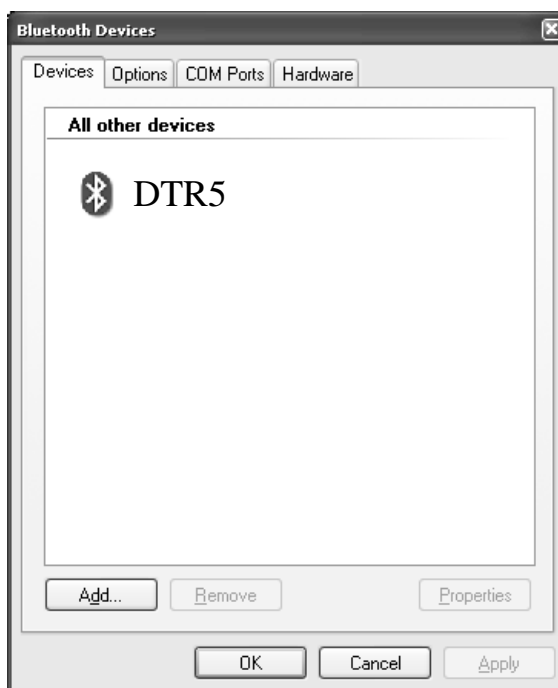 Bluetooth Devices
Devices Options COM Ports Hardware
All other devices
DTR5
Add... Remove Properties
OK Cancel Apply